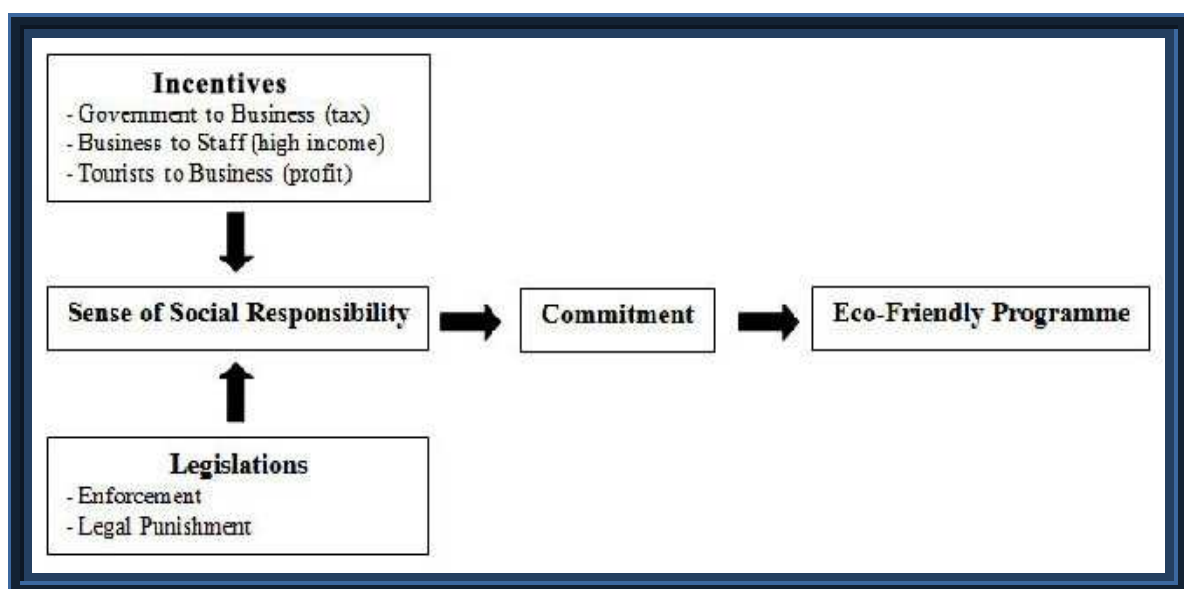 Incentives
- Government to Business (tax)
- Business to Staff (high income)
- Tourists to Business (profit)
Sense of Social Responsibility
Commitment
Eco-Friendly Programme
Legislations
- Enforcement
- Legal Punishment